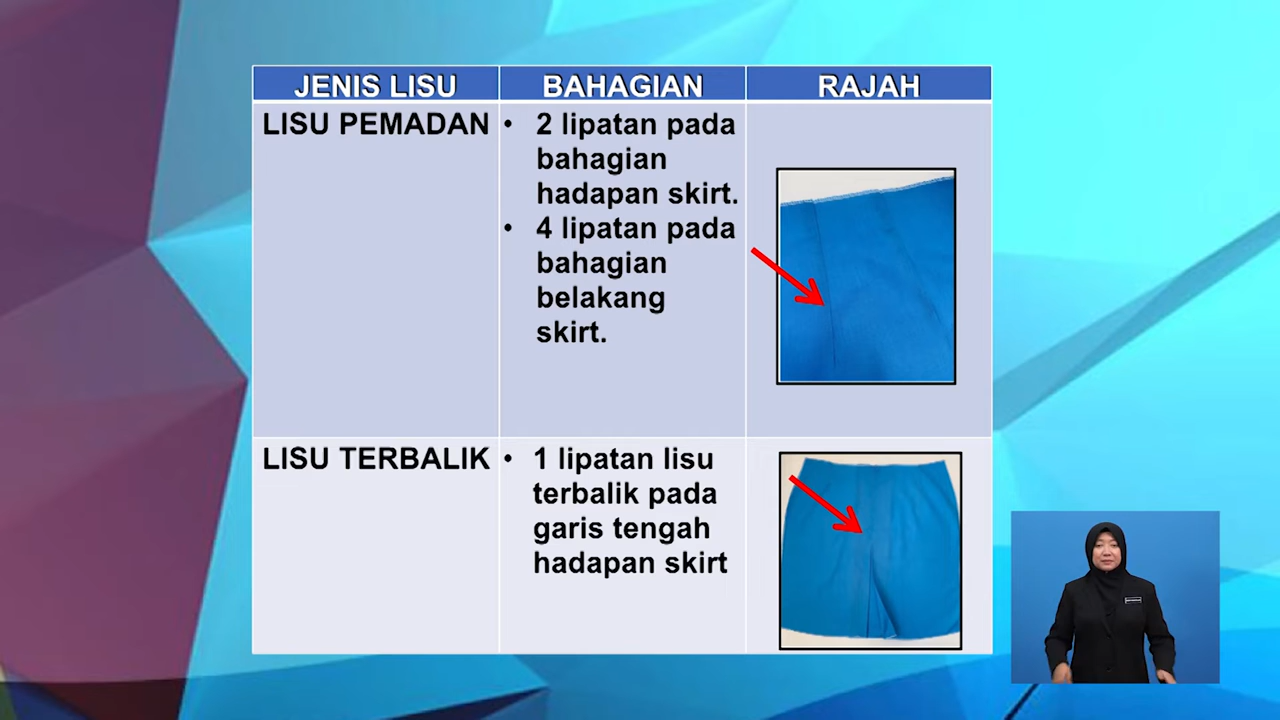 JENIS LISU BAHAGIAN RAJAH
LISU PEMADAN
• 2 lipatan pada
bahagian
hadapan skirt.
• 4 lipatan pada
bahagian
belakang
skirt.
LISU TERBALIK
• 1 lipatan lisu
terbalik pada
garis tengah
hadapan skirt